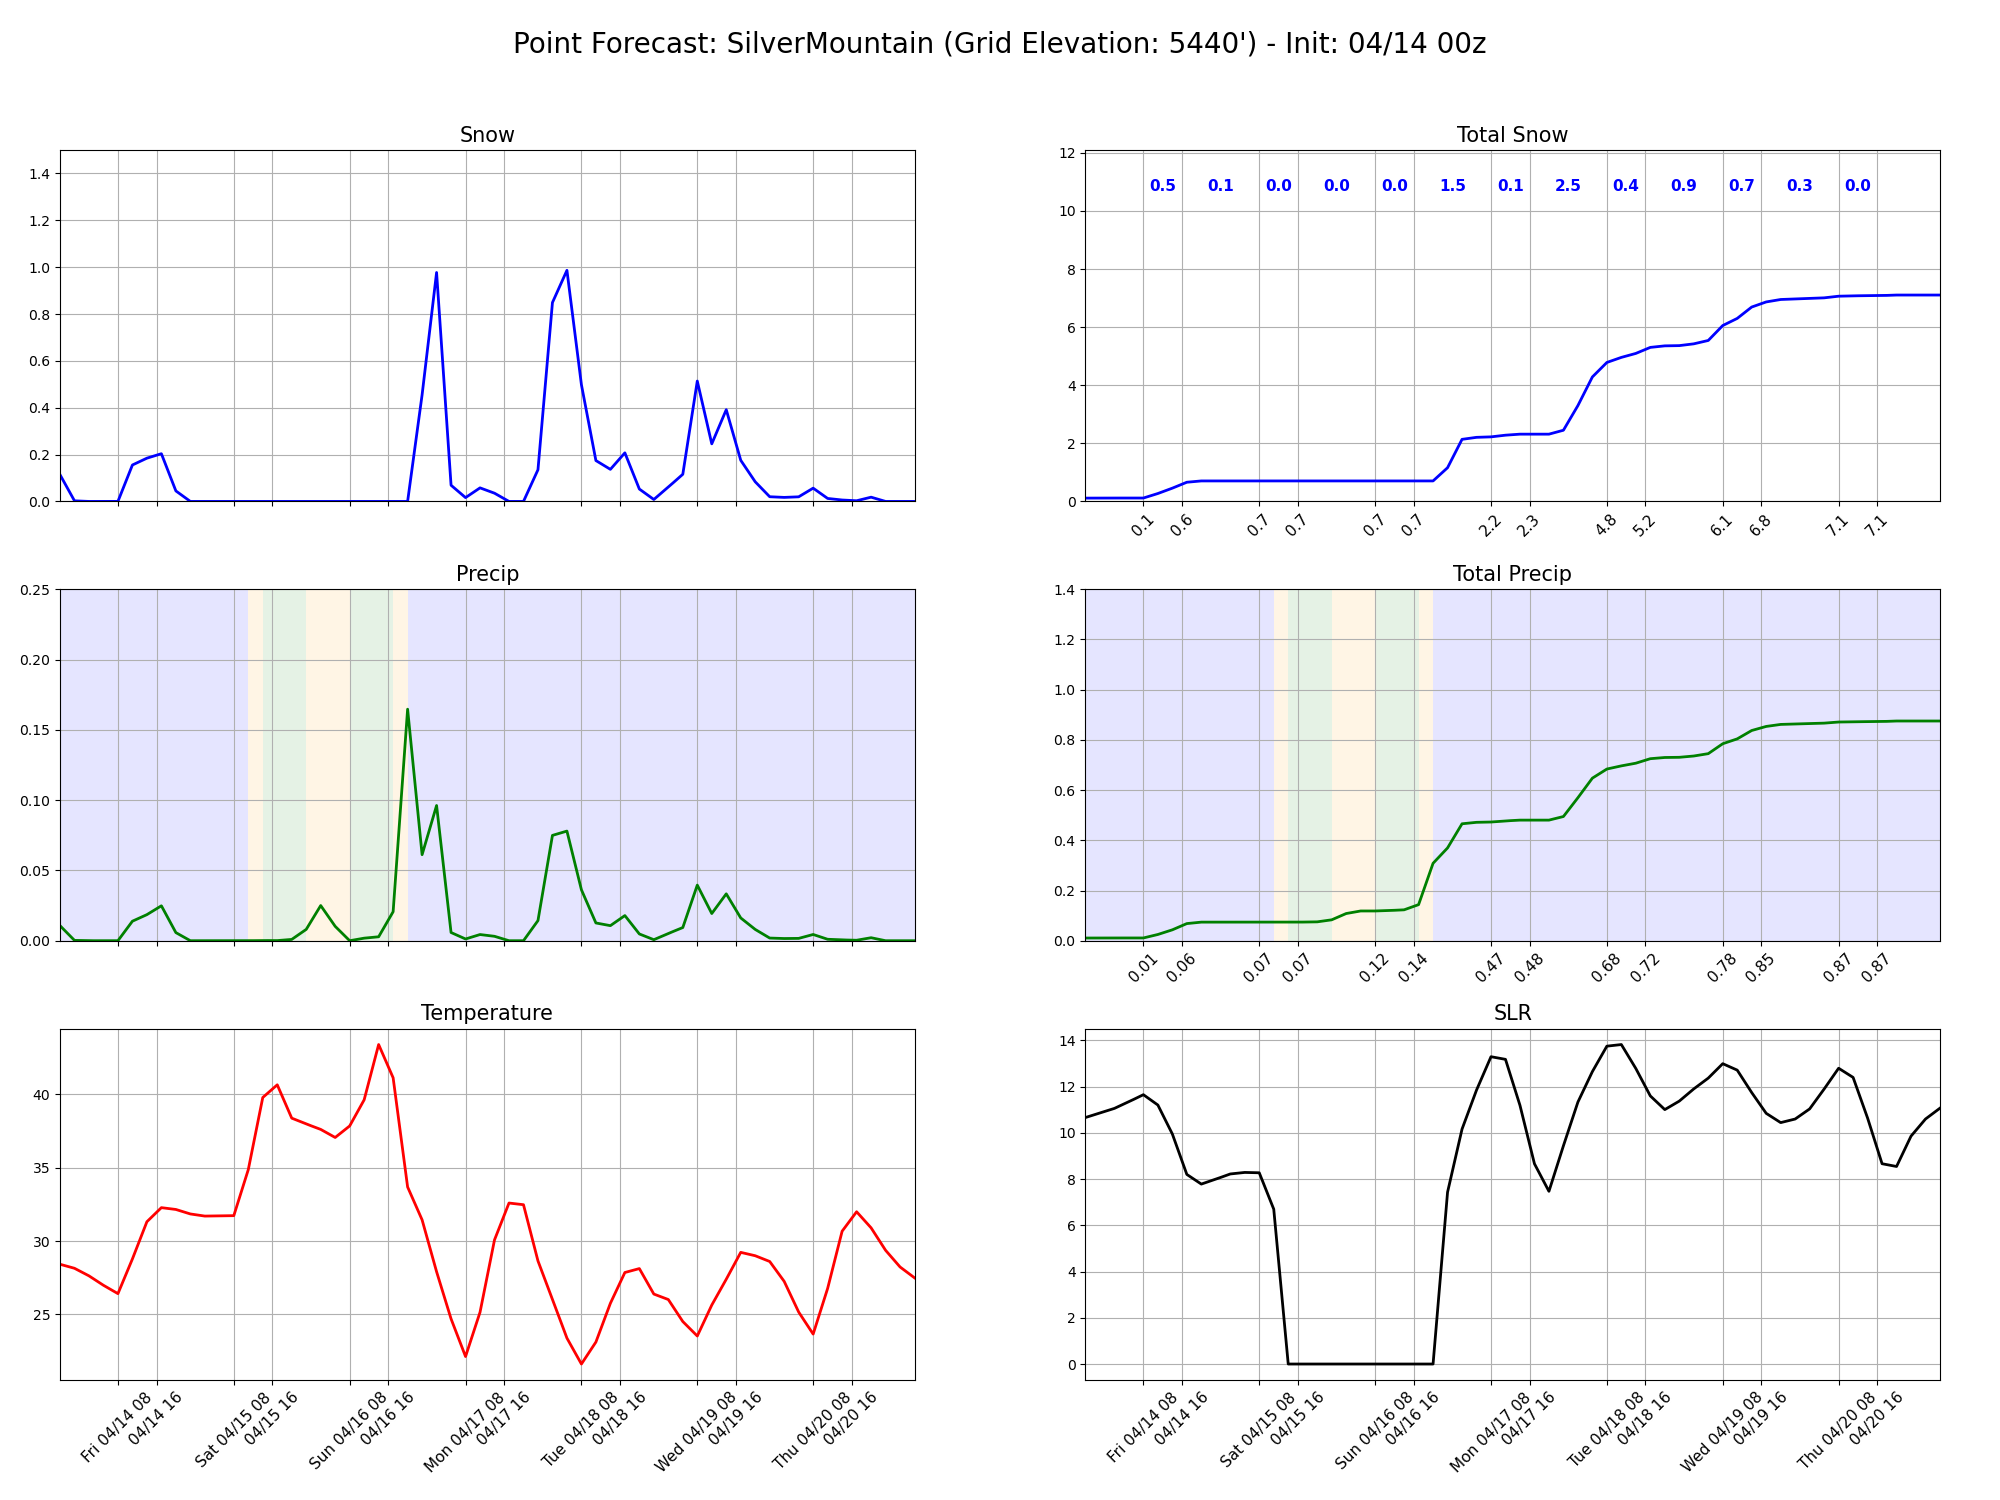 Point Forecast: SilverMountain (Grid Elevation: 5440') - Init: 04/14 00z
Snow
1.4
1.2
1.0
0.8
0.6
0.4
0.2
0.0
Total Snow
12
10
8
6
4
2
0
0.5 0.1 0.0 0.0 0.0 1.5 0.1 2.5 0.4 0.9 0.7 0.3 0.0
0.1 0.6 0.7 0.7 0.7 0.7 2.2 2.3 4.8 5.2 6.1 6.8 7.1 7.1
Precip
0.25
0.20
0.15
0.10
0.05
0.00
Total Precip
1.4
1.2
1.0
0.8
0.6
0.4
0.2
0.0
0.01 0.06 0.07 0.07 0.12 0.14 0.47 0.48 0.68 0.72 0.78 0.85 0.87 0.87
Temperature
40
35
30
25
Fri 04/14 08
04/14 16
Sat 04/15 08
04/15 16
Sun 04/16 08
04/16 16
Mon 04/17 08
04/17 16
Tue 04/18 08
04/18 16
Wed 04/19 08
04/19 16
Thu 04/20 08
04/20 16
SLR
14
12
10
8
6
4
2
0
Fri 04/14 08
04/14 16
Sat 04/15 08
04/15 16
Sun 04/16 08
04/16 16
Mon 04/17 08
04/17 16
Tue 04/18 08
04/18 16
Wed 04/19 08
04/19 16
Thu 04/20 08
04/20 16